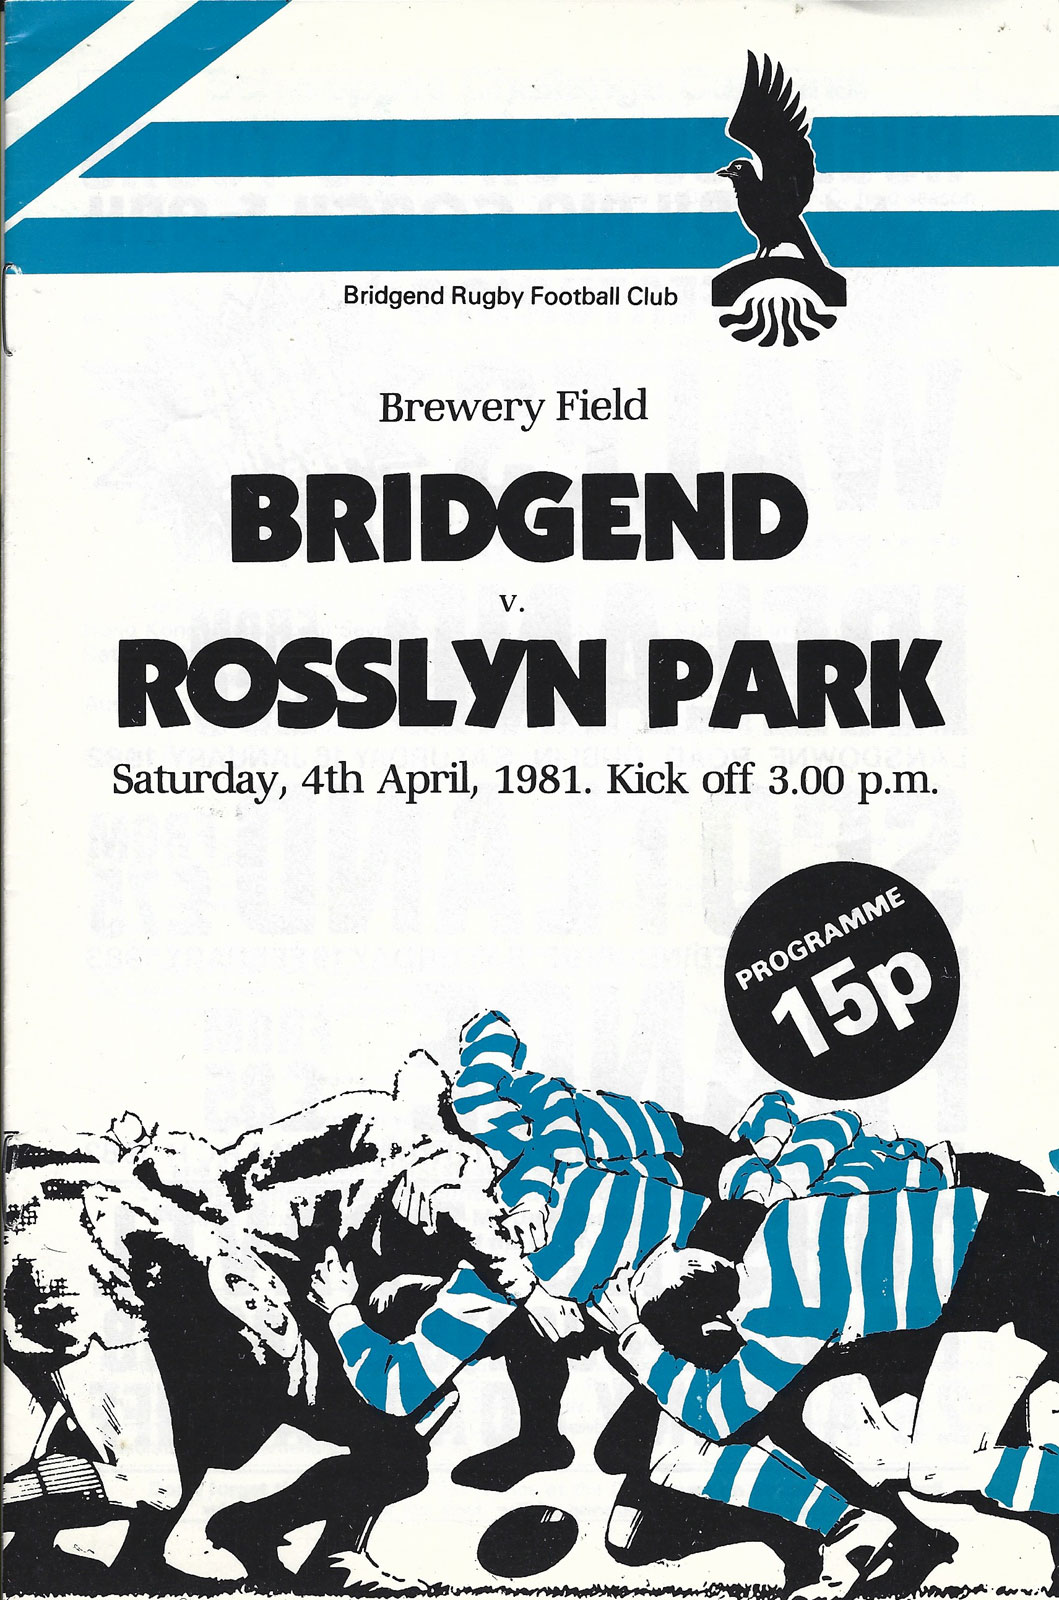 Bridgend Rugby Football Club
Brewery Field
BRIDGEND
v.
ROSSLYN PARK
Saturday, 4th April, 1981. Kick off 3.00 p.m.
PROGRAMME
15p